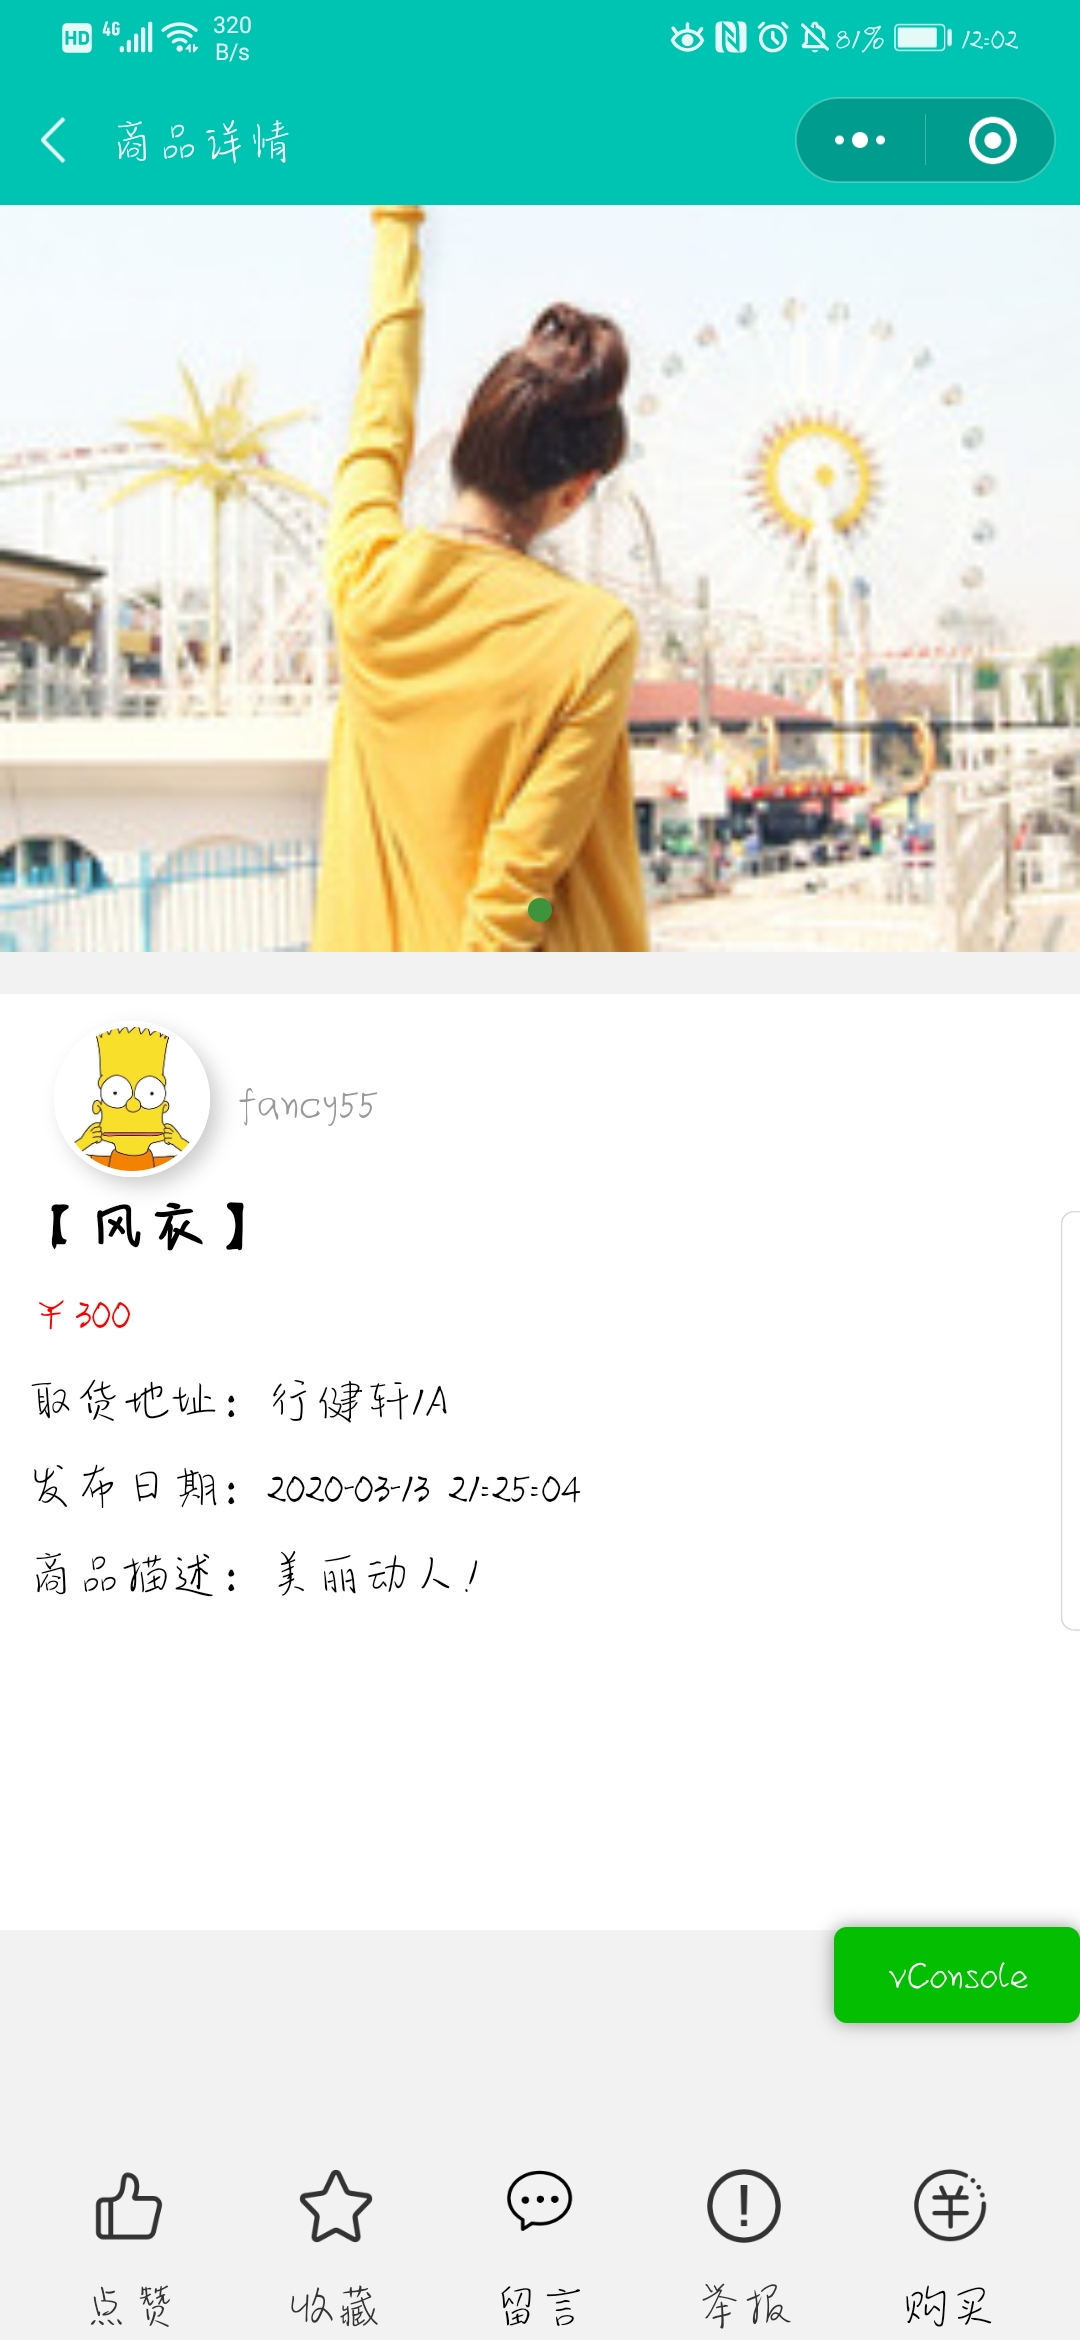 HD 4G 320 B/s 81% 12:02
商品详情
fancy55
【风衣】
￥300
取货地址：行健轩1A
发布日期：2020-03-13 21:25:04
商品描述：美丽动人！
vConsole
点赞 收藏 留言 举报 购买